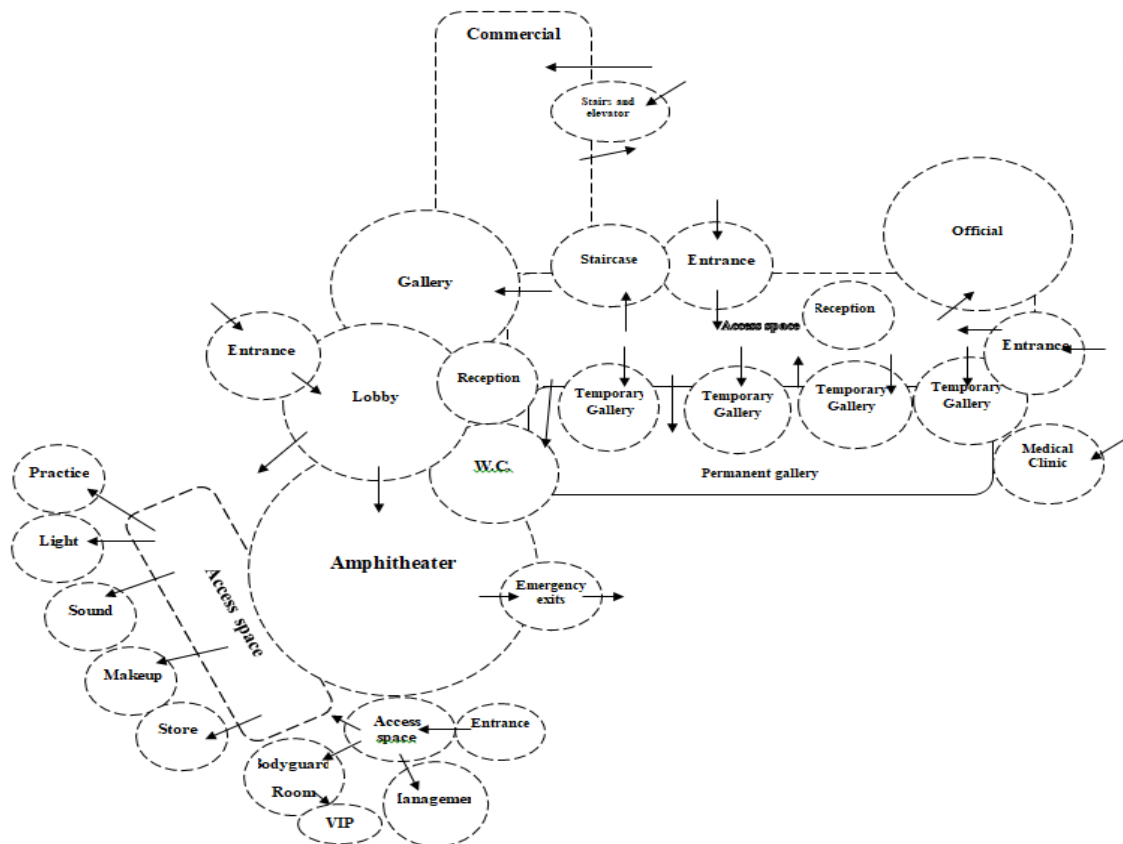 Commercial
Stairs and
elevator
Official
Staircase
Entrance
Gallery
Reception
Access space
Entrance
Entrance
Reception
Lobby
Temporary
Gallery
Temporary
Gallery
Temporary
Gallery
Temporary
Gallery
Medical
Clinic
W.C.
Permanent gallery
Practice
Light
Amphitheater
Access space
Emergency
exits
Sound
Makeup
Store
Access
space
Entrance
Bodyguard
Room
VIP
Managemen